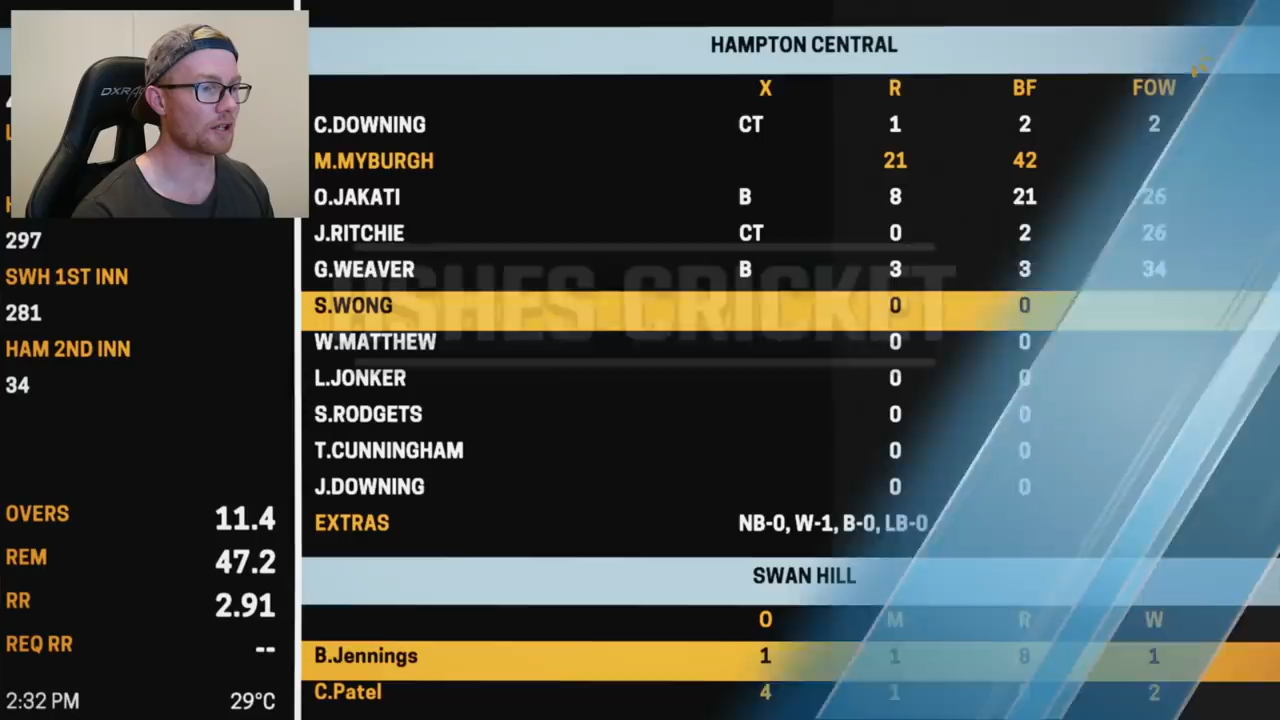 DXRA
HAMPTON CENTRAL
X R BF FOW
C.DOWNING CT 1 2 2
M.MYBURGH 21 42
O.JAKATI B 8 21 26
J.RITCHIE CT 0 2 26
G.WEAVER B 3 3 34
ASHES CRICKET
S.WONG 0 0
W.MATTHEW 0 0
L.JONKER 0 0
S.RODGETS 0 0
T.CUNNINGHAM 0 0
J.DOWNING 0 0
EXTRAS NB-0, W-1, B-0, LB-0
SWAN HILL
O M R W
B.Jennings 1 1 8 1
C.Patel 4 1 2
297
SWH 1ST INN
281
HAM 2ND INN
34
OVERS 11.4
REM 47.2
RR 2.91
REQ RR --
2:32 PM 29°C